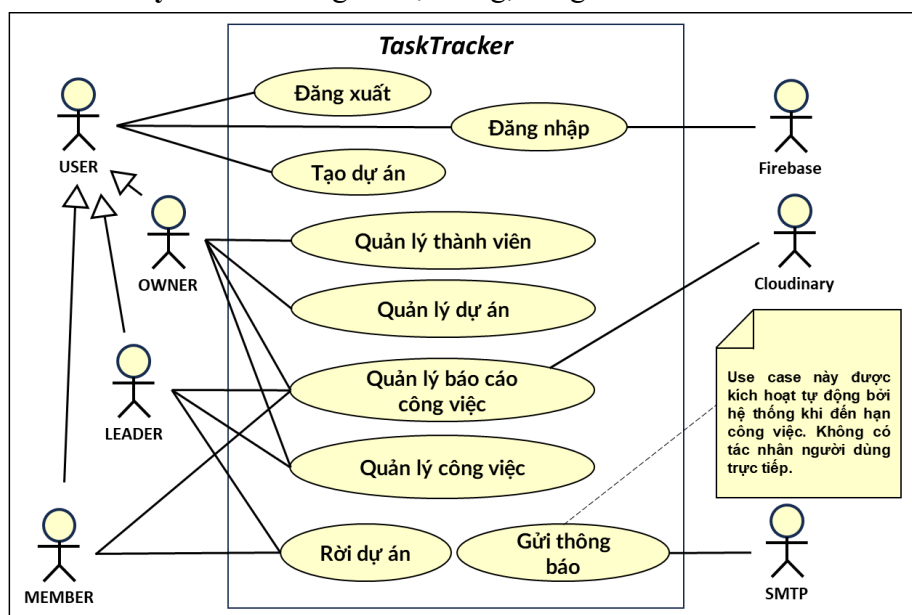 TaskTracker
Đăng xuất
Đăng nhập
Tạo dự án
USER
Firebase
Quản lý thành viên
OWNER
Cloudinary
Quản lý dự án
Quản lý báo cáo
công việc
LEADER
Use case này được
kích hoạt tự động bởi
hệ thống khi đến hạn
công việc. Không có
tác nhân người dùng
trực tiếp.
Quản lý công việc
Rời dự án
Gửi thông
báo
MEMBER
SMTP